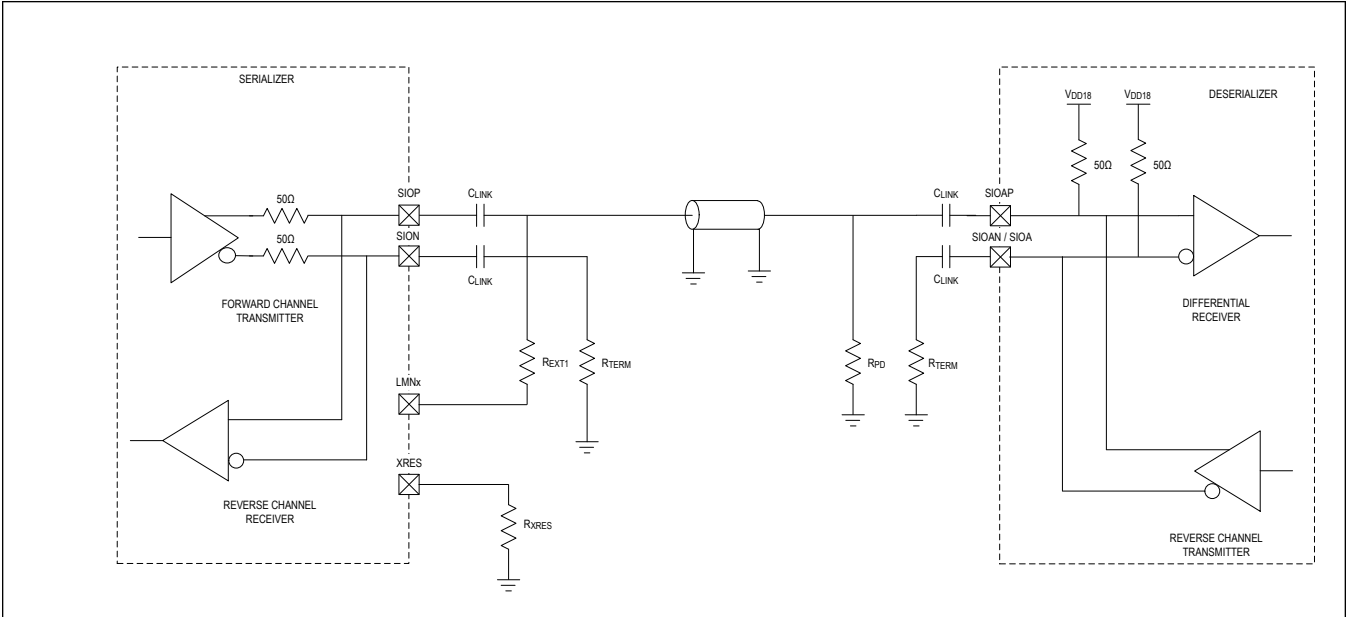 SERIALIZER
DESERIALIZER
VDD18
VDD18
50Ω
50Ω
50Ω
50Ω
SIOP
SION
CLINK
CLINK
CLINK
CLINK
SIOAP
SIOAN / SIOA
FORWARD CHANNEL
TRANSMITTER
DIFFERENTIAL
RECEIVER
REXT1
RTERM
RPD
RTERM
LMNx
XRES
RXRES
REVERSE CHANNEL
RECEIVER
REVERSE CHANNEL
TRANSMITTER